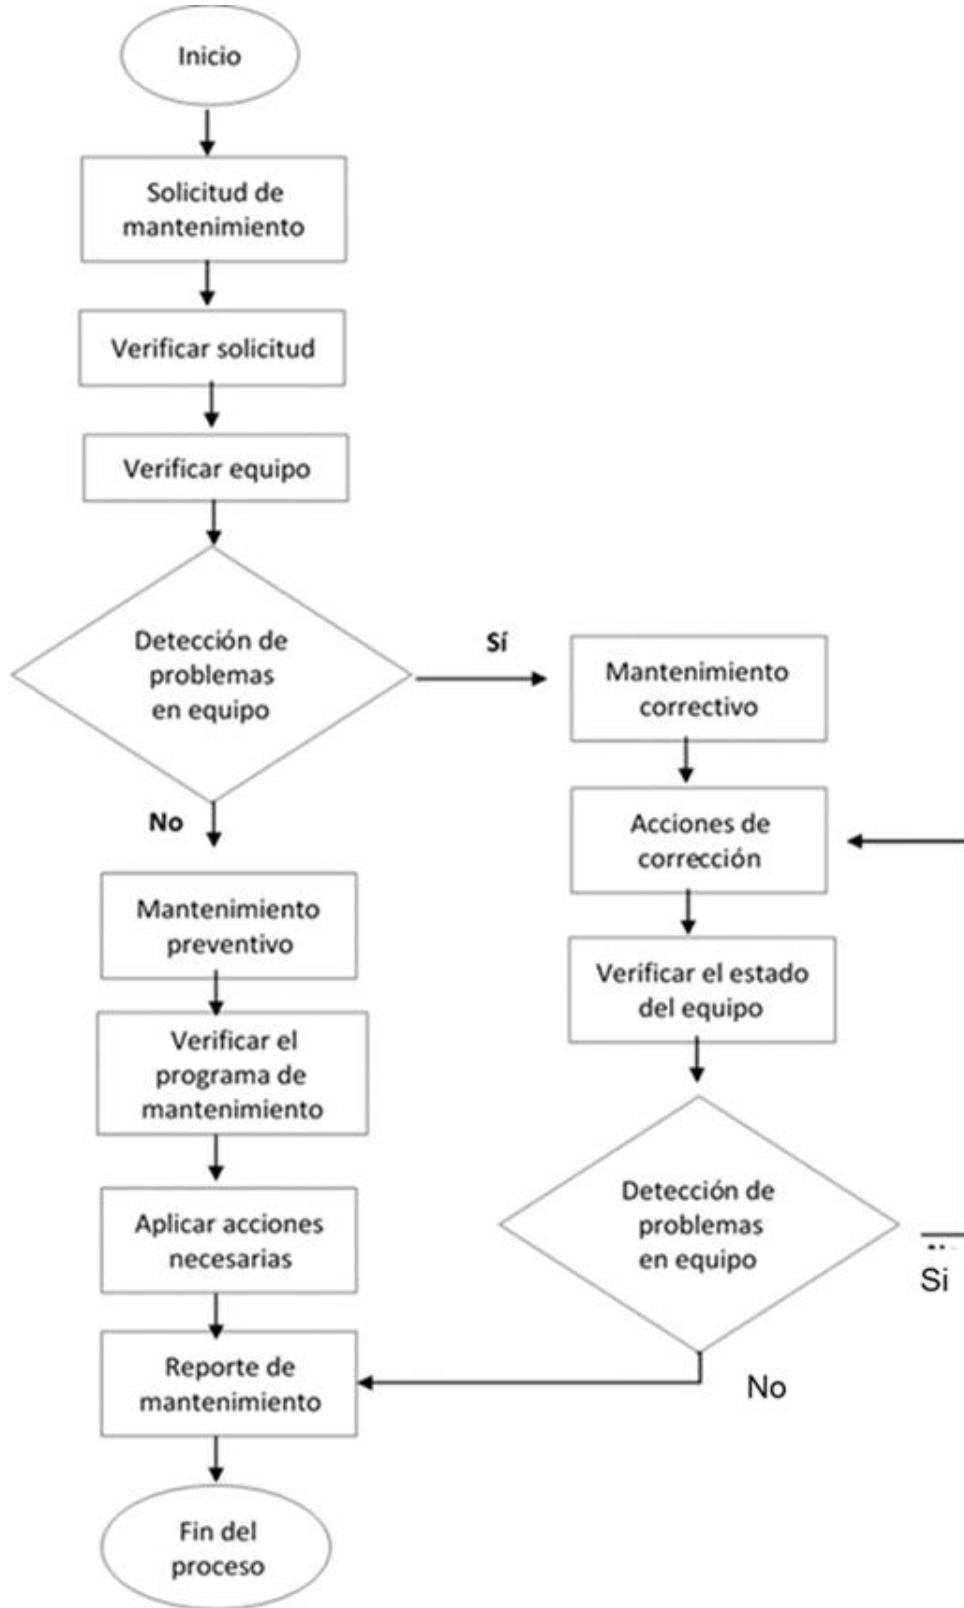 Inicio
Solicitud de
mantenimiento
Verificar solicitud
Verificar equipo
Detección de
problemas
en equipo
Sí
No
Mantenimiento
correctivo
Acciones de
corrección
Verificar el estado
del equipo
Detección de
problemas
en equipo
Si
No
Mantenimiento
preventivo
Verificar el
programa de
mantenimiento
Aplicar acciones
necesarias
Reporte de
mantenimiento
Fin del
proceso